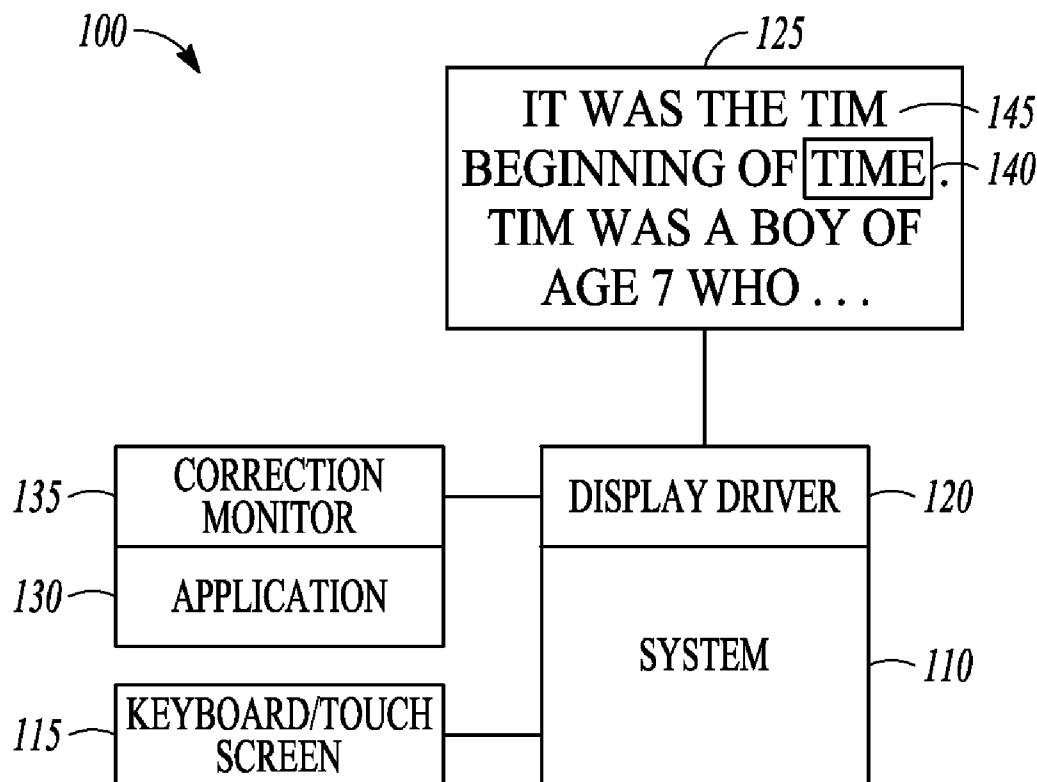 100
125
IT WAS THE TIM
145
BEGINNING OF TIME.
140
TIM WAS A BOY OF
AGE 7 WHO . . .
135
CORRECTION
MONITOR
DISPLAY DRIVER
120
130
APPLICATION
SYSTEM
110
115
KEYBOARD/TOUCH
SCREEN